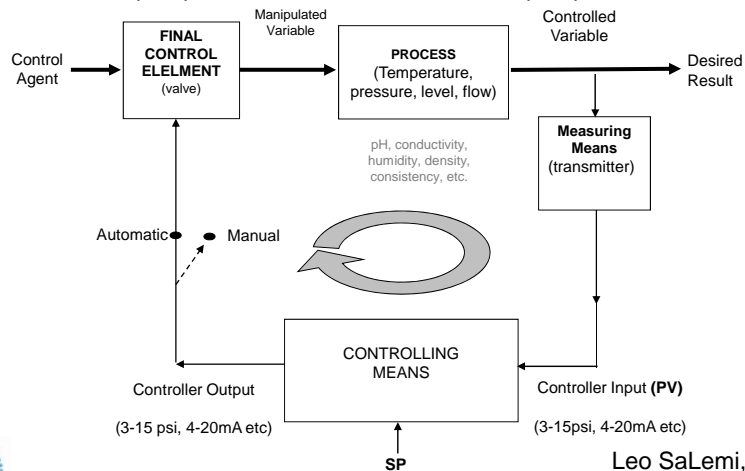 Manipulated
Variable
Controlled
Variable
Control
Agent
FINAL
CONTROL
ELELMENT
(valve)
PROCESS
(Temperature,
pressure, level, flow)
Desired
Result
Measuring
Means
(transmitter)
pH, conductivity,
humidity, density,
consistency, etc.
Automatic
Manual
CONTROLLING
MEANS
Controller Output
(3-15 psi, 4-20mA etc)
Controller Input (PV)
(3-15psi, 4-20mA etc)
SP
Leo SaLemi,